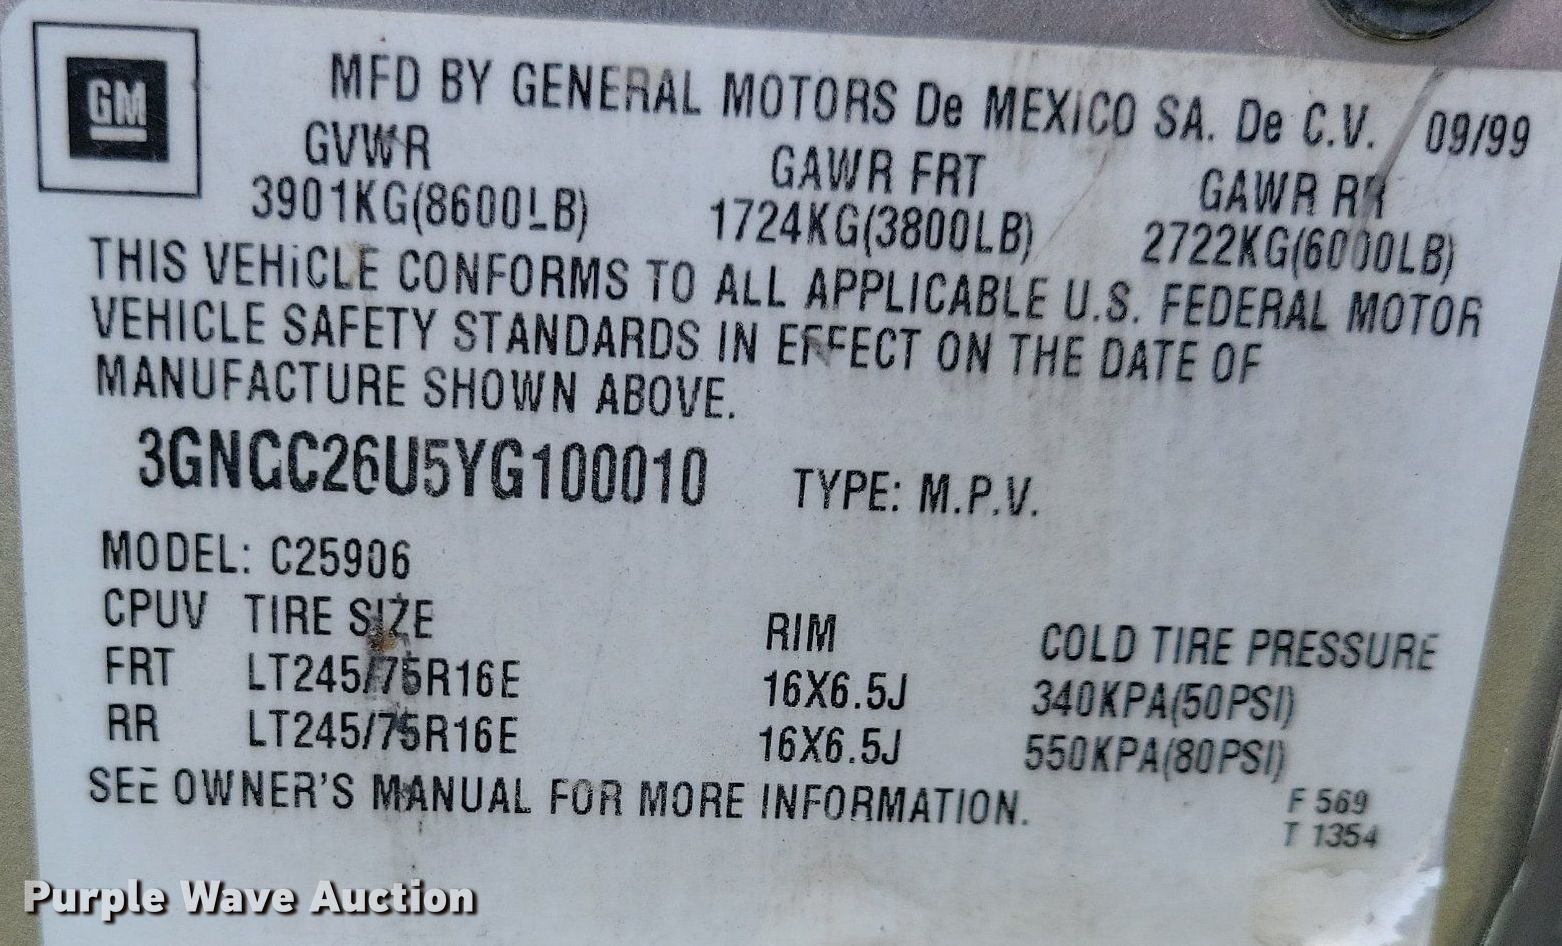 GM
MFD BY GENERAL MOTORS De MEXiCO SA. De C.V. 09/99
GVWR GAWR FRT GAWR RR
3901KG(8600LB) 1724KG(3800LB) 2722KG(6000LB)
THIS VEHiCLE CONFORMS TO ALL APPLICABLE U.S. FEDERAL MOTOR
VEHICLE SAFETY STANDARDS IN EFFECT ON THE DATE OF
MANUFACTURE SHOWN ABOVE.
3GNGC26U5YG100010 TYPE: M.P.V.
MODEL: C25906
CPUV TIRE SIZE RIM COLD TIRE PRESSURE
FRT LT245/75R16E 16X6.5J 340KPA(50PSI)
RR LT245/75R16E 16X6.5J 550KPA(80PSI)
SEE OWNER'S MANUAL FOR MORE INFORMATION.
F 569
T 1354
Purple Wave Auction